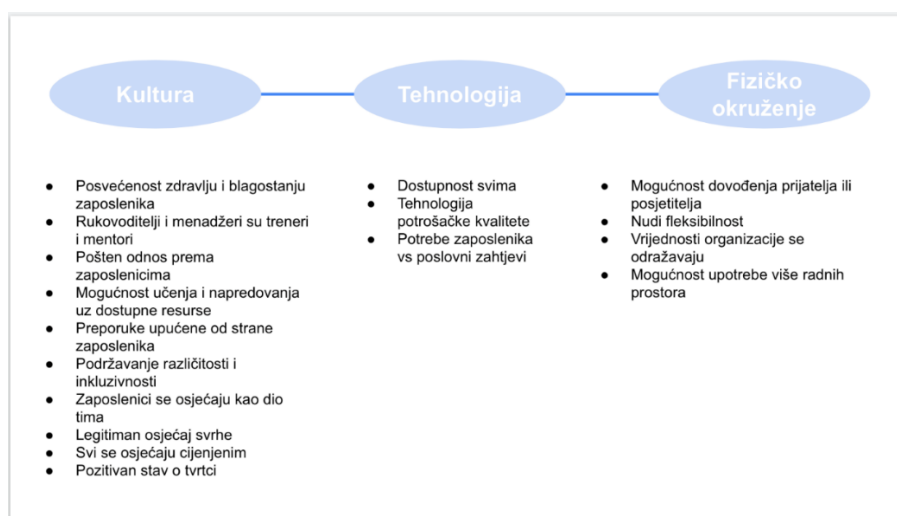 Kultura
Tehnologija
Fizičko
okruženje
● Posvećenost zdravlju i blagostanju
zaposlenika
● Rukovoditelji i menadžeri su treneri
i mentori
● Pošten odnos prema
zaposlenicima
● Mogućnost učenja i napredovanja
uz dostupne resurse
● Preporuke upućene od strane
zaposlenika
● Podržavanje različitosti i
inkluzivnosti
● Zaposlenici se osjećaju kao dio
tima
● Legitiman osjećaj svrhe
● Svi se osjećaju cijenjenim
● Pozitivan stav o tvrtci
● Dostupnost svima
● Tehnologija
potrošačke kvalitete
● Potrebe zaposlenika
vs poslovni zahtjevi
● Mogućnost dovođenja prijatelja ili
posjetitelja
● Nudi fleksibilnost
● Vrijednosti organizacije se
odražavaju
● Mogućnost upotrebe više radnih
prostora